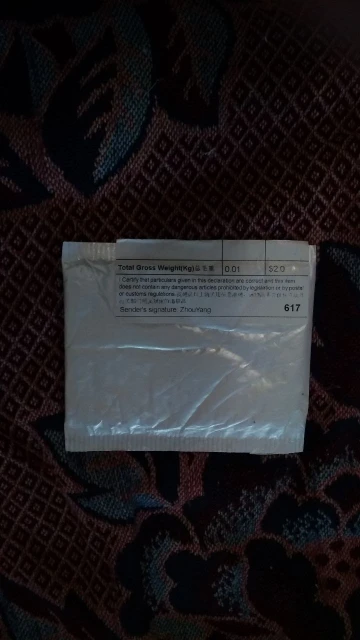 Total Gross Weight(Kg) 0.01 $2.0
I Certify that particulars given in this declaration are correct and this item
does not contain any dangerous articles prohibited by legislation or by postal
or customs regulations.
Sender's signature: ZhouYang 617